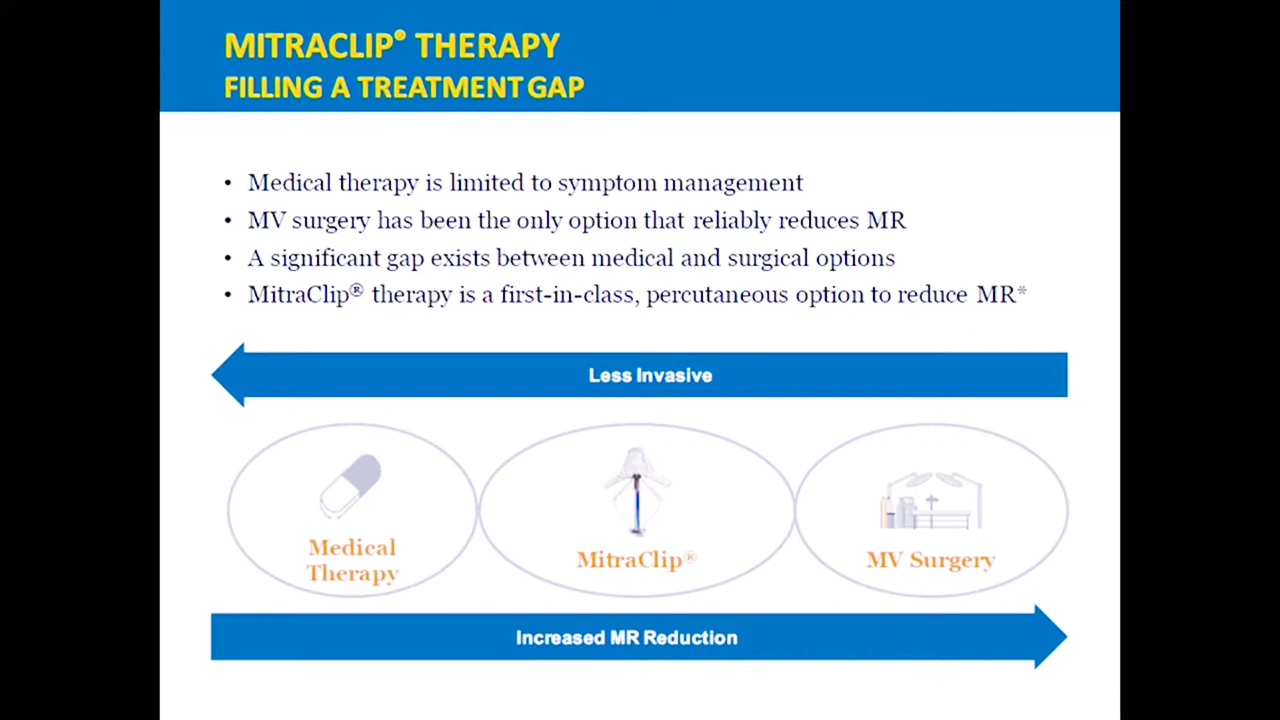 MITRACLIP® THERAPY
FILLING A TREATMENT GAP
• Medical therapy is limited to symptom management
• MV surgery has been the only option that reliably reduces MR
• A significant gap exists between medical and surgical options
• MitraClip® therapy is a first-in-class, percutaneous option to reduce MR*
Less Invasive
Medical
Therapy
MitraClip®
MV Surgery
Increased MR Reduction